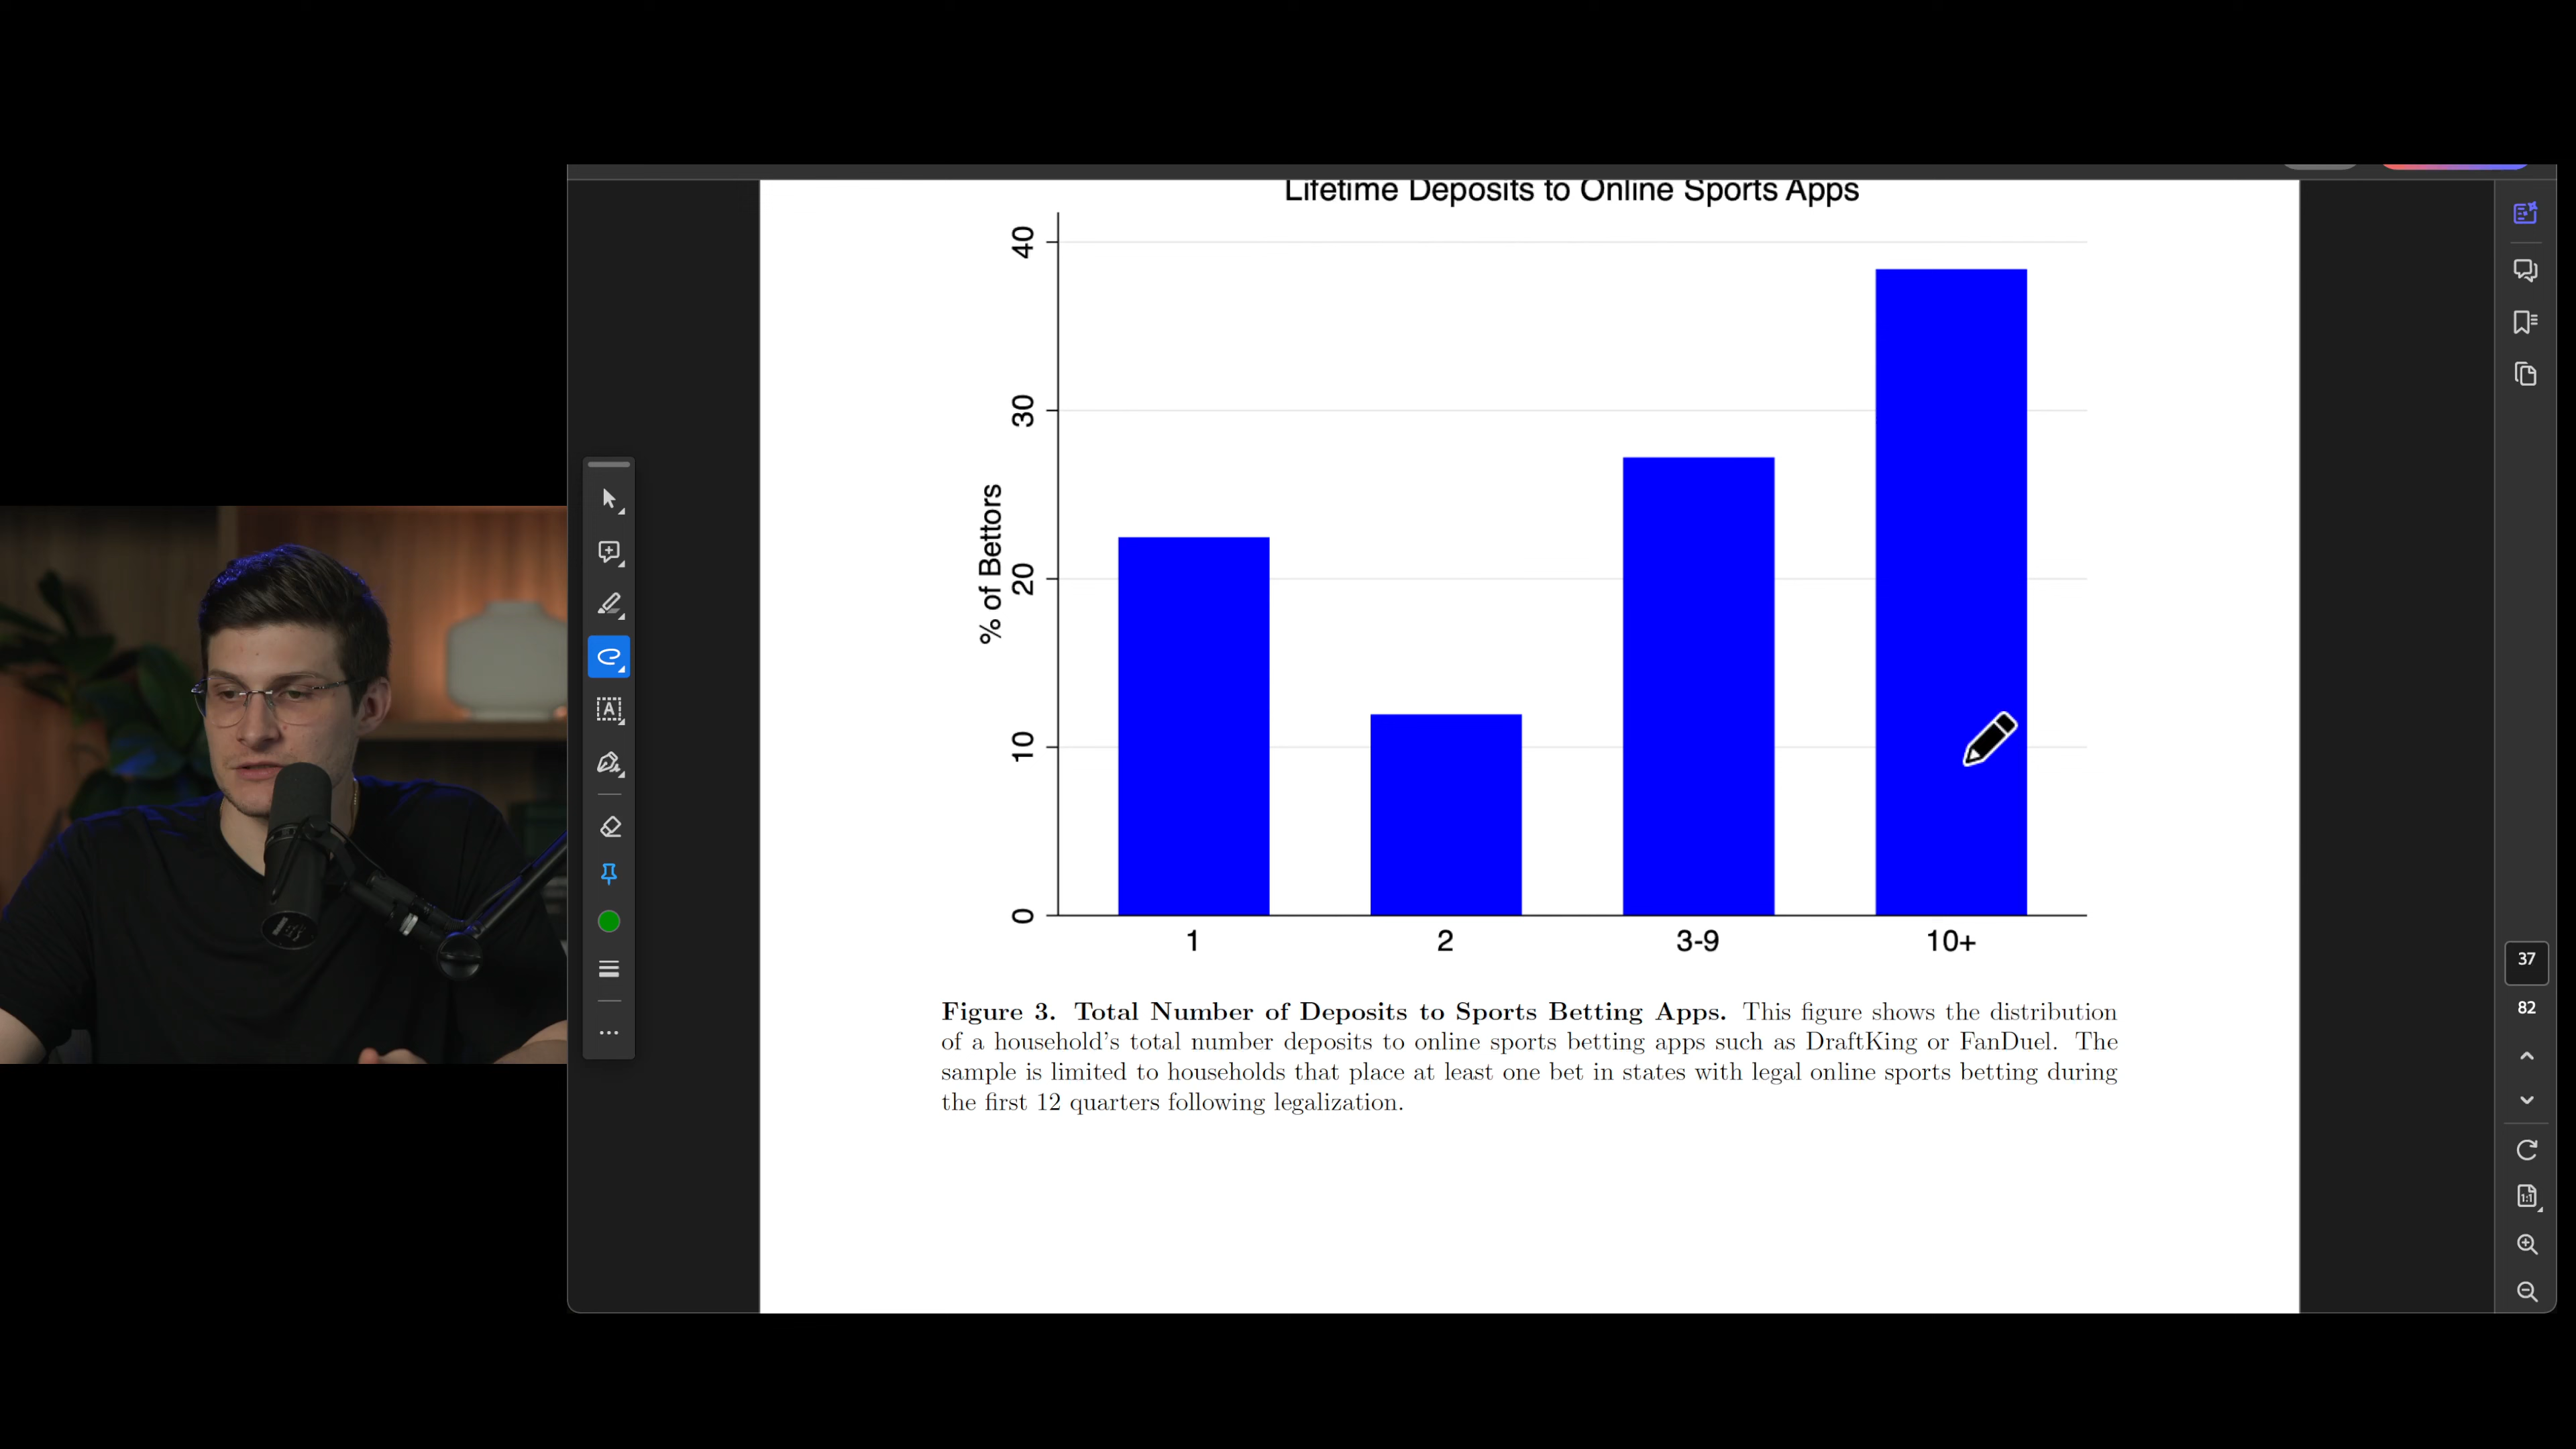 Lifetime Deposits to Online Sports Apps
% of Bettors
40
30
20
10
0
1 2 3-9 10+
Figure 3. Total Number of Deposits to Sports Betting Apps. This figure shows the distribution
of a household's total number deposits to online sports betting apps such as DraftKing or FanDuel. The
sample is limited to households that place at least one bet in states with legal online sports betting during
the first 12 quarters following legalization.
A
37
82
1:1